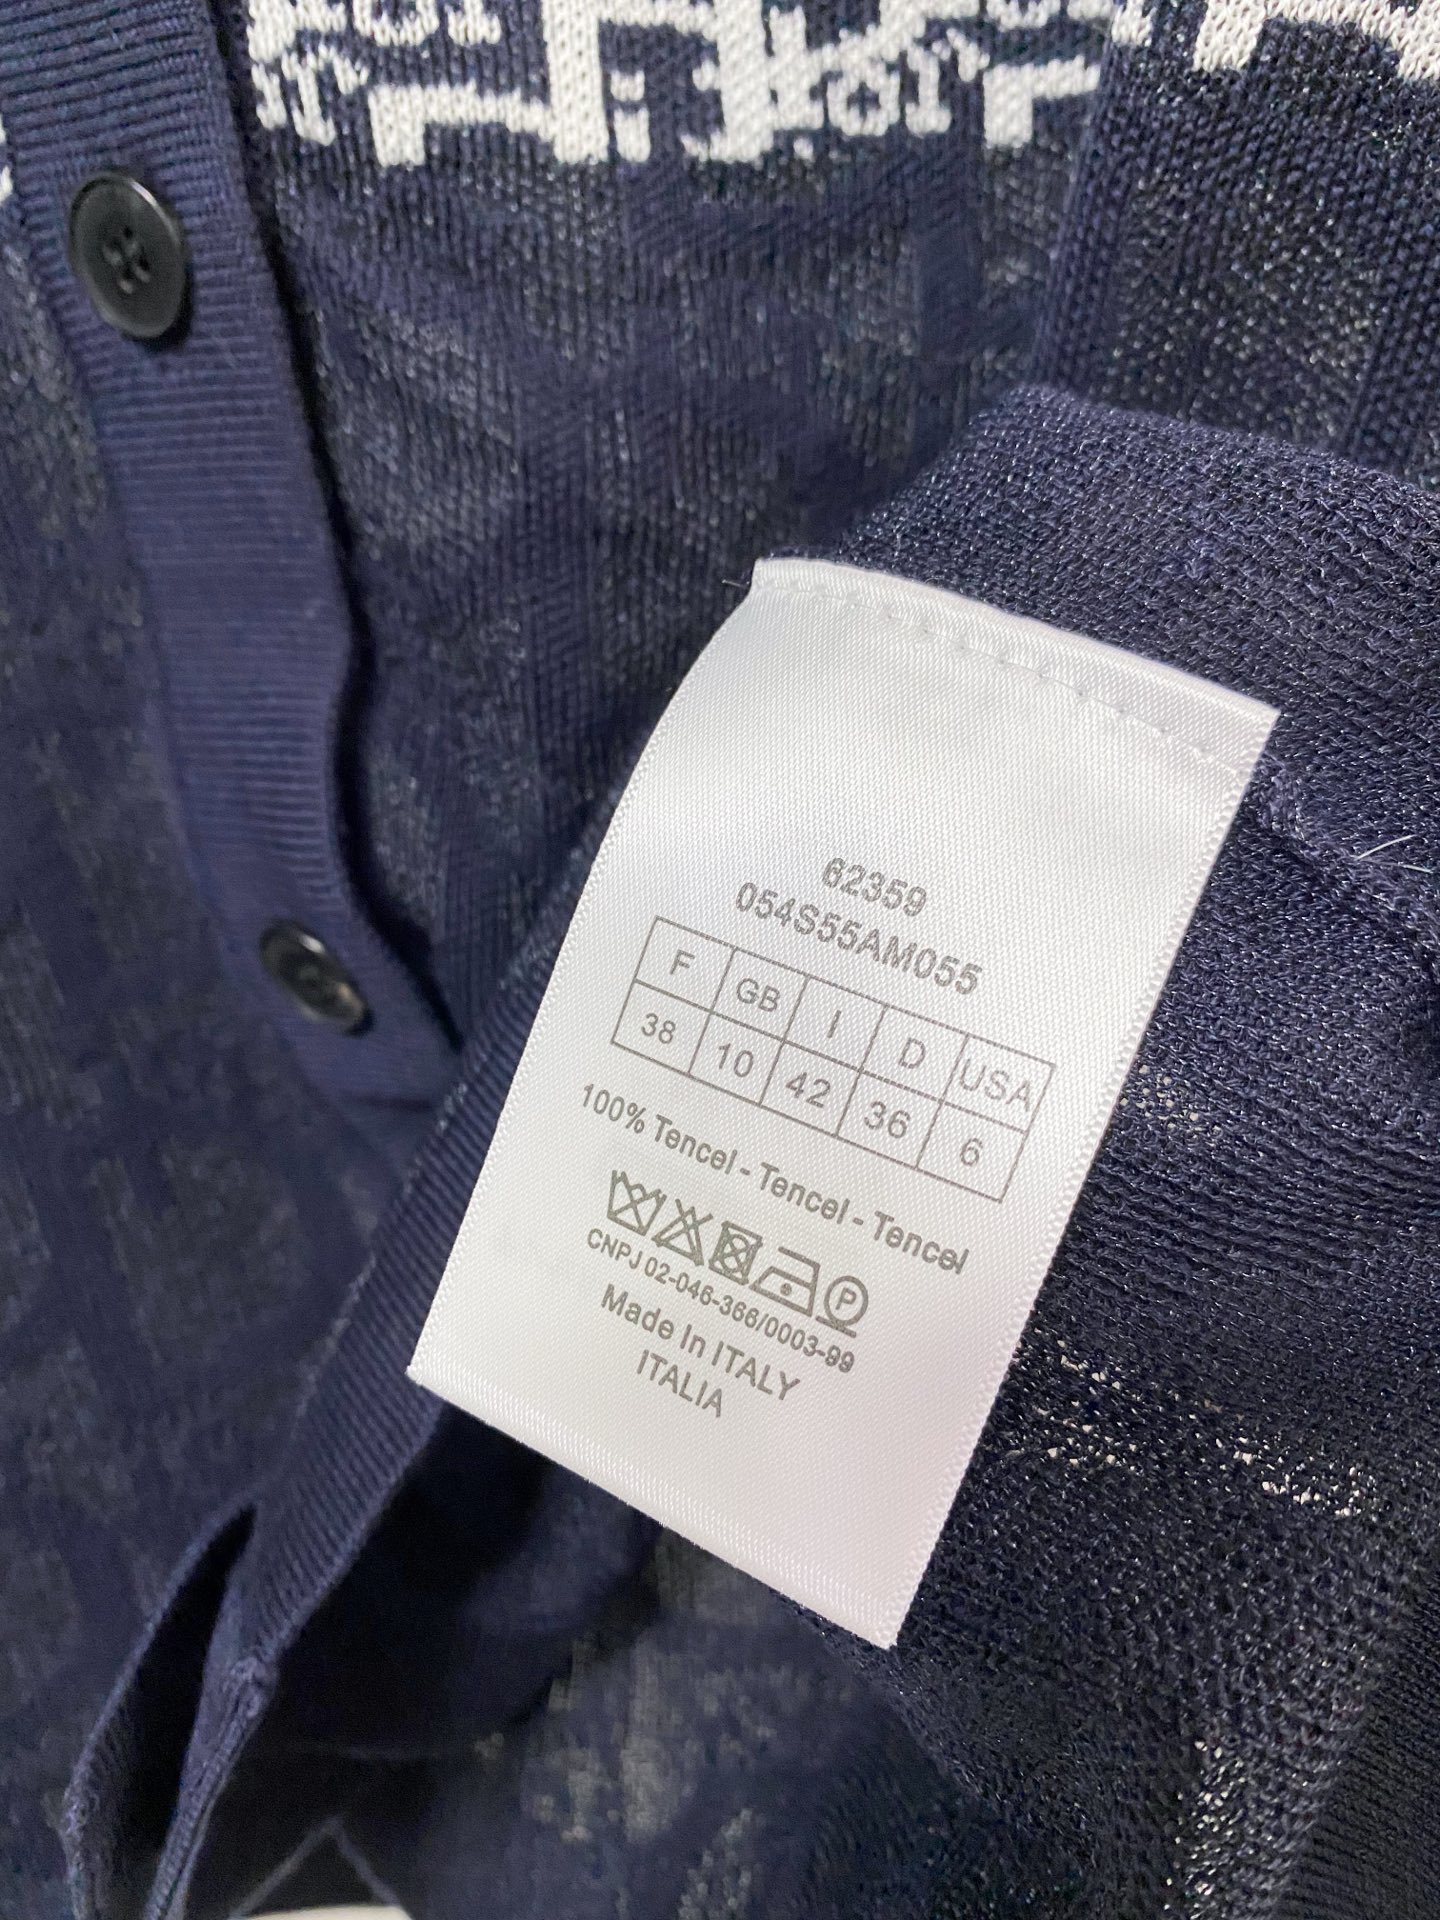 62359
054S55AM055
F GB I D USA
38 10 42 36 6
100% Tencel - Tencel - Tencel
P
CNPJ 02-046-366/0003-99
Made In ITALY
ITALIA